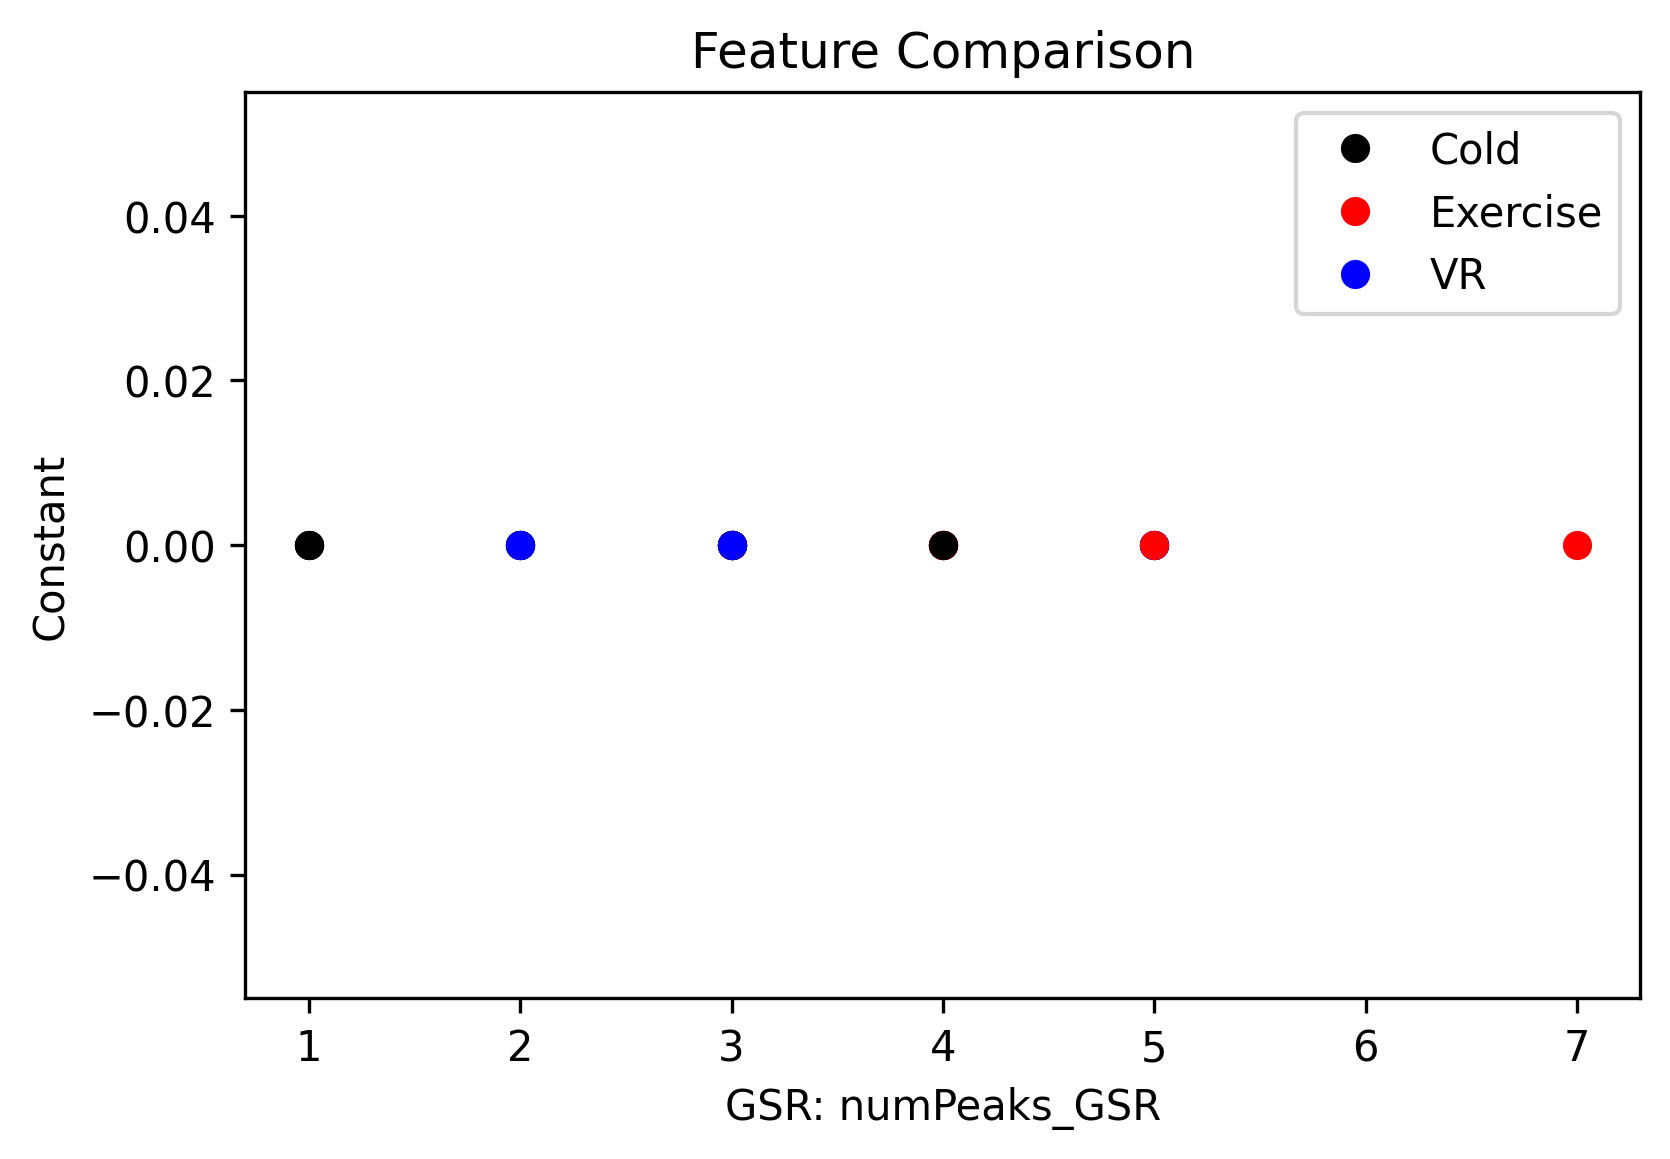 Feature Comparison
Cold
Exercise
VR
0.04
0.02
0.00
−0.02
−0.04
Constant
1 2 3 4 5 6 7
GSR: numPeaks_GSR